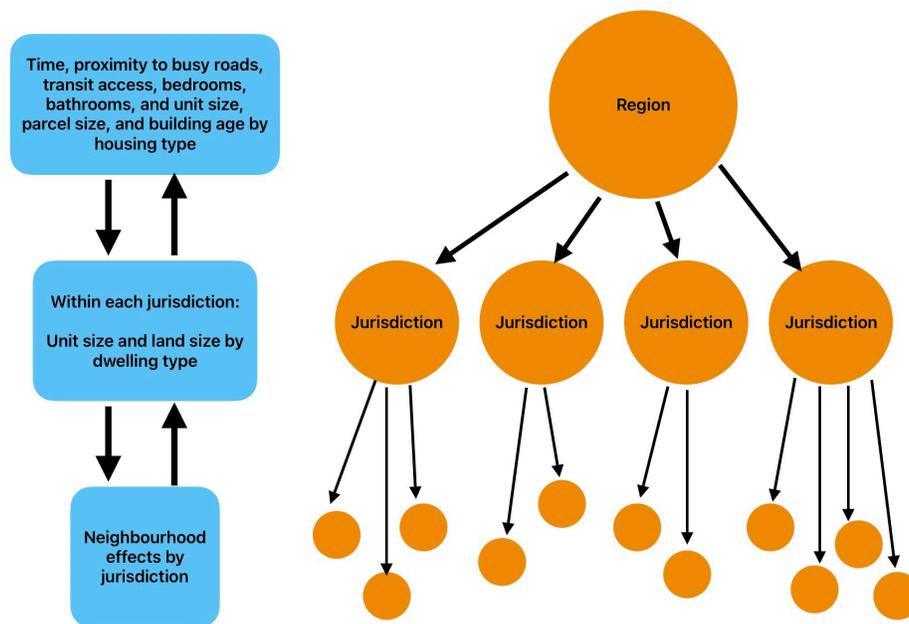 Time, proximity to busy roads,
transit access, bedrooms,
bathrooms, and unit size,
parcel size, and building age by
housing type
Region
Within each jurisdiction:
Unit size and land size by
dwelling type
Jurisdiction
Jurisdiction
Jurisdiction
Jurisdiction
Neighbourhood
effects by
jurisdiction